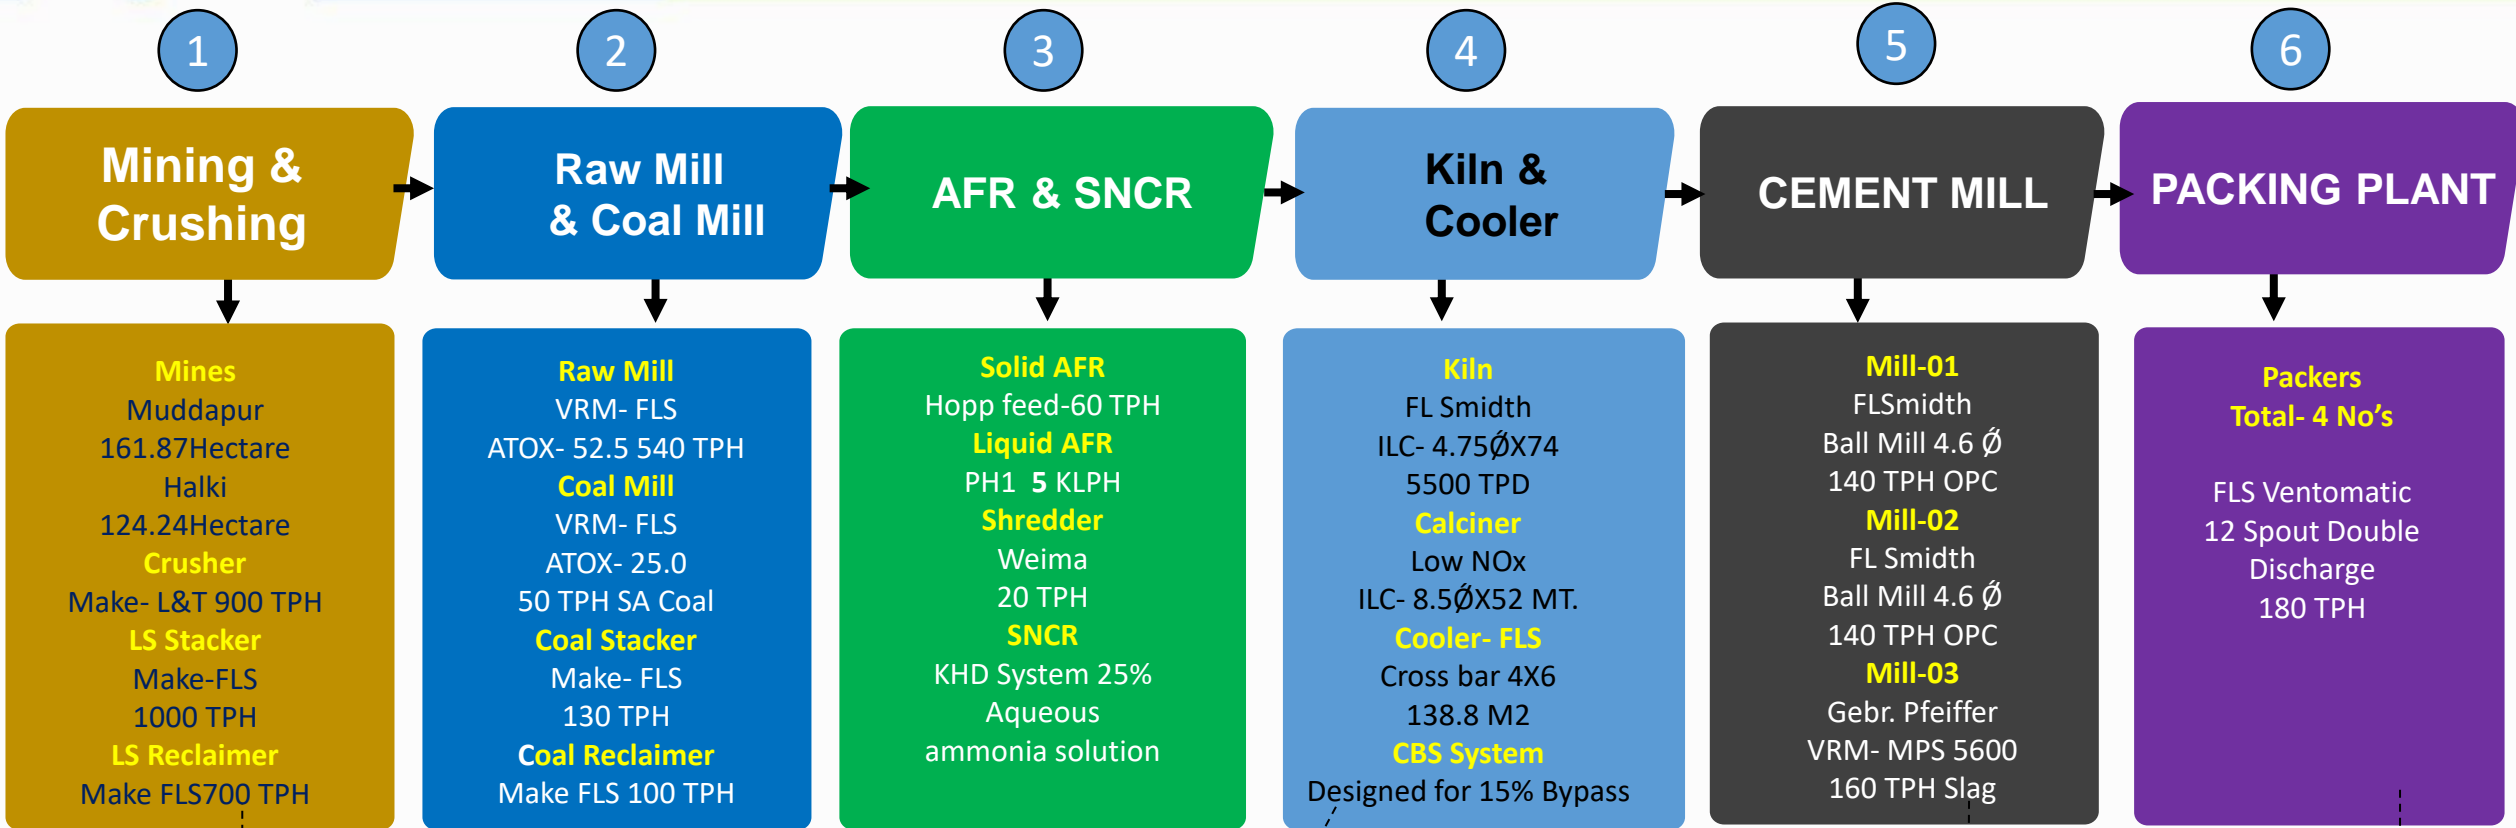 1
2
3
4
5
6
Mining &
Crushing
Raw Mill
& Coal Mill
AFR & SNCR
Kiln &
Cooler
CEMENT MILL
PACKING PLANT
Mines
Muddapur
161.87Hectare
Halki
124.24Hectare
Crusher
Make- L&T 900 TPH
LS Stacker
Make-FLS
1000 TPH
LS Reclaimer
Make FLS700 TPH
Raw Mill
VRM- FLS
ATOX- 52.5 540 TPH
Coal Mill
VRM- FLS
ATOX- 25.0
50 TPH SA Coal
Coal Stacker
Make- FLS
130 TPH
Coal Reclaimer
Make FLS 100 TPH
Solid AFR
Hopp feed-60 TPH
Liquid AFR
PH1 5 KLPH
Shredder
Weima
20 TPH
SNCR
KHD System 25%
Aqueous
ammonia solution
Kiln
FL Smidth
ILC- 4.75ǾX74
5500 TPD
Calciner
Low NOx
ILC- 8.5ǾX52 MT.
Cooler- FLS
Cross bar 4X6
138.8 M2
CBS System
Designed for 15% Bypass
Mill-01
FLSmidth
Ball Mill 4.6 Ǿ
140 TPH OPC
Mill-02
FL Smidth
Ball Mill 4.6 Ǿ
140 TPH OPC
Mill-03
Gebr. Pfeiffer
VRM- MPS 5600
160 TPH Slag
Packers
Total- 4 No’s
FLS Ventomatic
12 Spout Double
Discharge
180 TPH